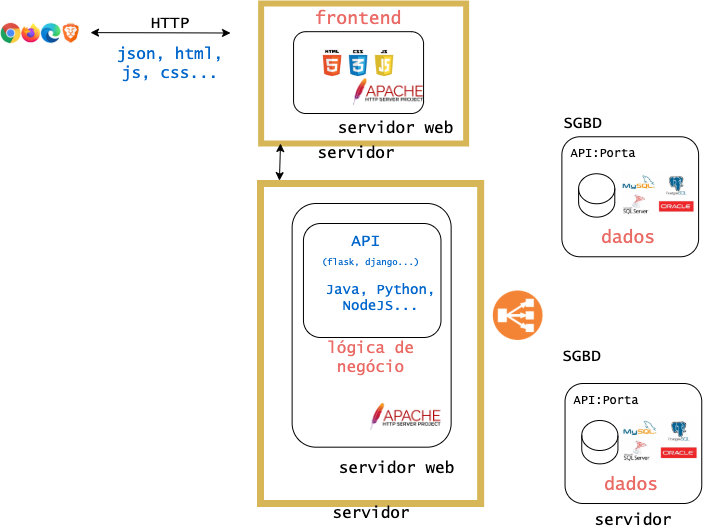 HTTP
json, html,
js, css...
frontend
HTML CSS JS
5 3 JS
APACHE
HTTP SERVER PROJECT
servidor web
servidor
API
(flask, django...)
Java, Python,
NodeJS...
lógica de
negócio
APACHE
HTTP SERVER PROJECT
servidor web
servidor
SGBD
API:Porta
MySQL
PostgreSQL
SQL Server
ORACLE
dados
SGBD
API:Porta
MySQL
PostgreSQL
SQL Server
ORACLE
dados
servidor